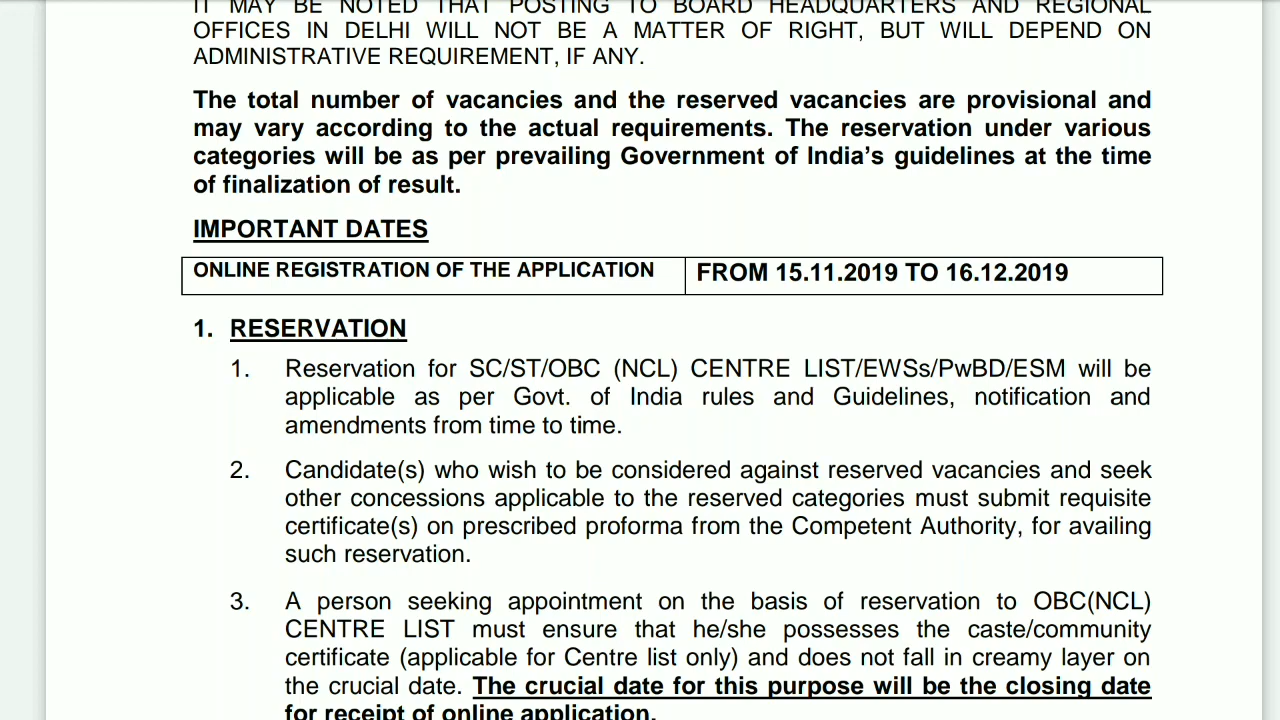 IT MAY BE NOTED THAT POSTING TO BOARD HEADQUARTERS AND REGIONAL
OFFICES IN DELHI WILL NOT BE A MATTER OF RIGHT, BUT WILL DEPEND ON
ADMINISTRATIVE REQUIREMENT, IF ANY.
The total number of vacancies and the reserved vacancies are provisional and
may vary according to the actual requirements. The reservation under various
categories will be as per prevailing Government of India's guidelines at the time
of finalization of result.
IMPORTANT DATES
ONLINE REGISTRATION OF THE APPLICATION FROM 15.11.2019 TO 16.12.2019
1. RESERVATION
1. Reservation for SC/ST/OBC (NCL) CENTRE LIST/EWSs/PwBD/ESM will be
applicable as per Govt. of India rules and Guidelines, notification and
amendments from time to time.
2. Candidate(s) who wish to be considered against reserved vacancies and seek
other concessions applicable to the reserved categories must submit requisite
certificate(s) on prescribed proforma from the Competent Authority, for availing
such reservation.
3. A person seeking appointment on the basis of reservation to OBC(NCL)
CENTRE LIST must ensure that he/she possesses the caste/community
certificate (applicable for Centre list only) and does not fall in creamy layer on
the crucial date. The crucial date for this purpose will be the closing date
for receipt of online application.